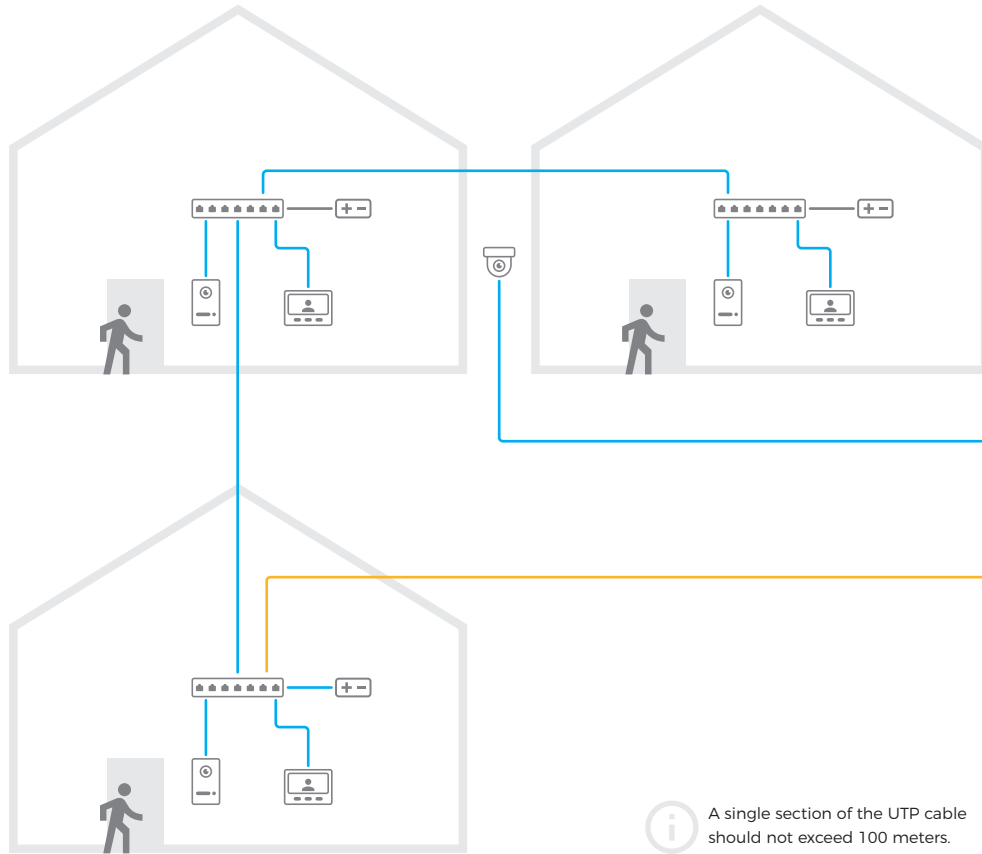 A single section of the UTP cable
should not exceed 100 meters.